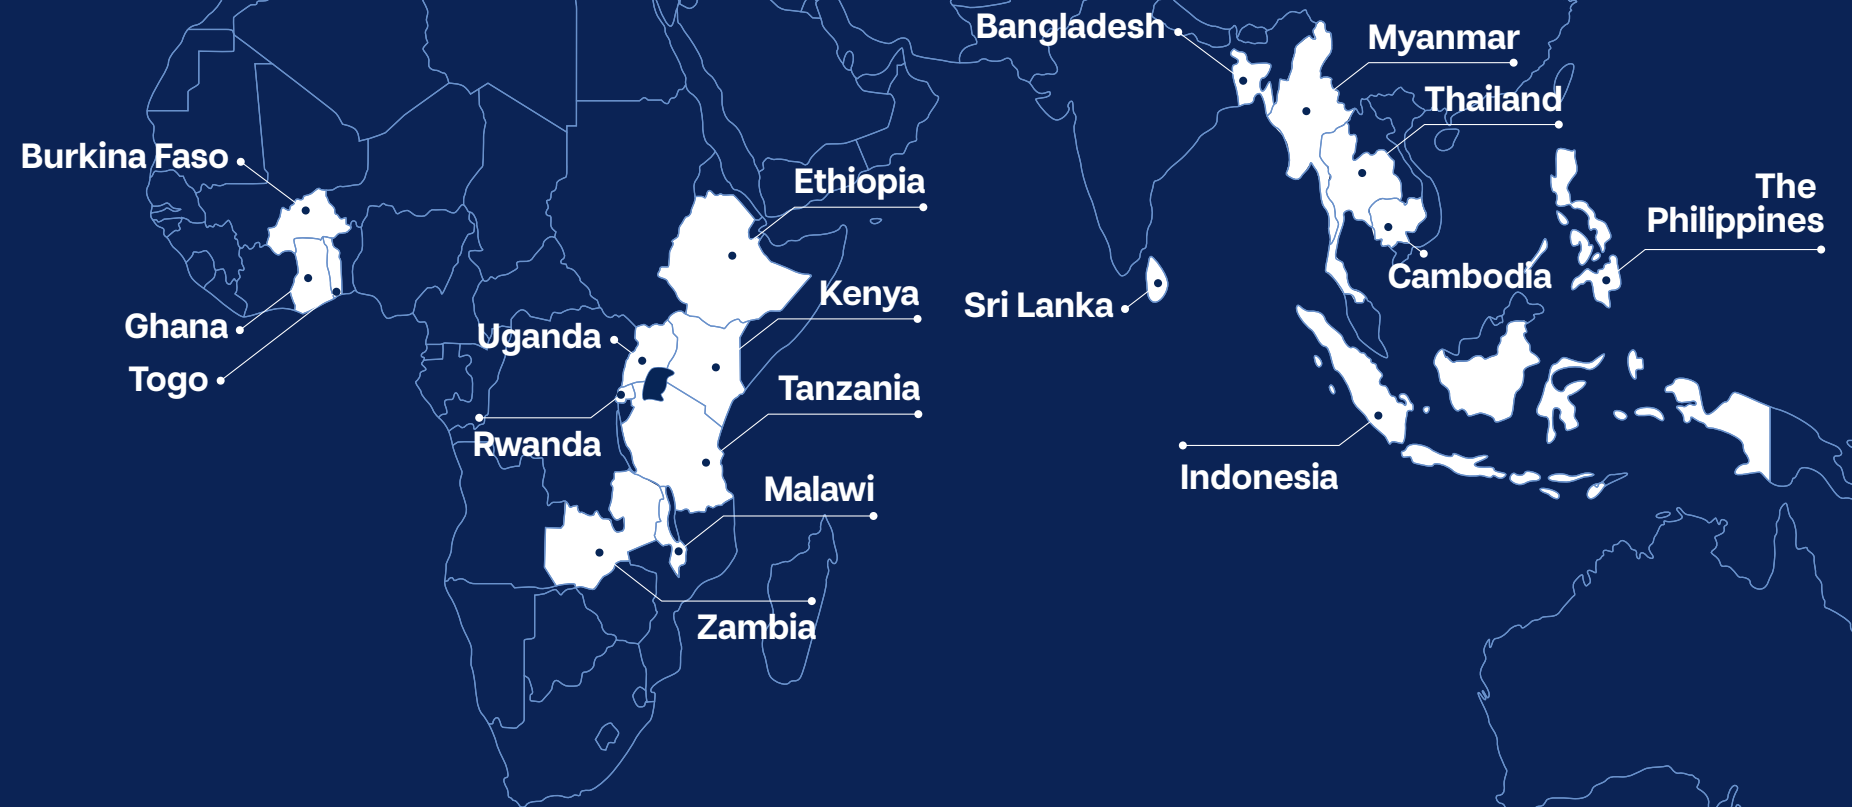 Bangladesh
Myanmar
Thailand
Burkina Faso
Ethiopia
The
Philippines
Kenya
Cambodia
Sri Lanka
Ghana
Uganda
Togo
Tanzania
Rwanda
Indonesia
Malawi
Zambia